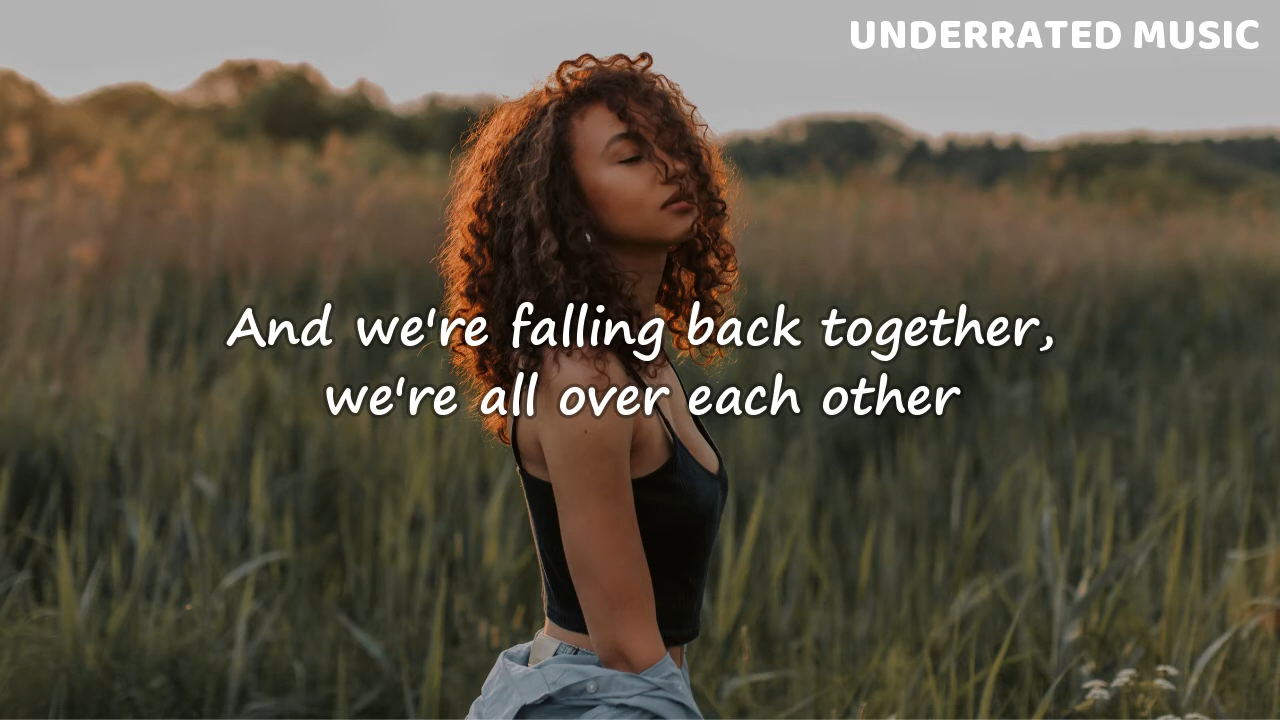 UNDERRATED MUSIC
And we're falling back together,
we're all over each other